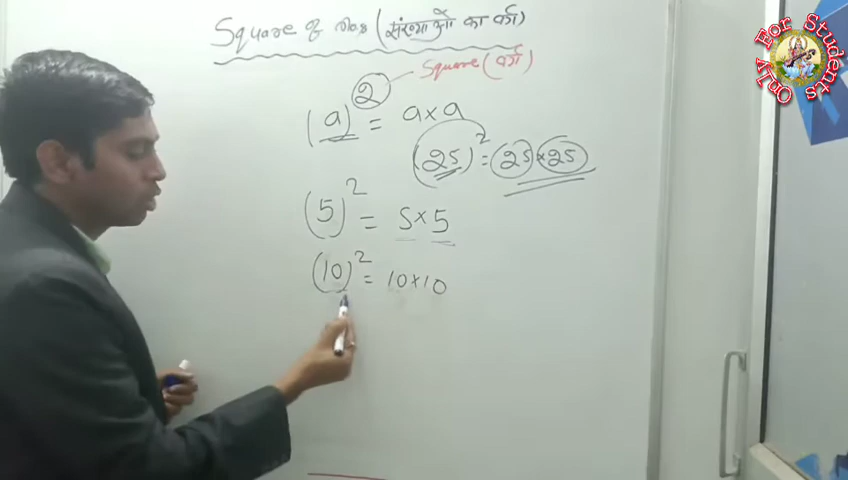 Square of Nos (संख्याओं का वर्ग)
Square (वर्ग)
(a)² = a×a
(25)² = 25×25
(5)² = 5×5
(10)² = 10×10
Only For Students